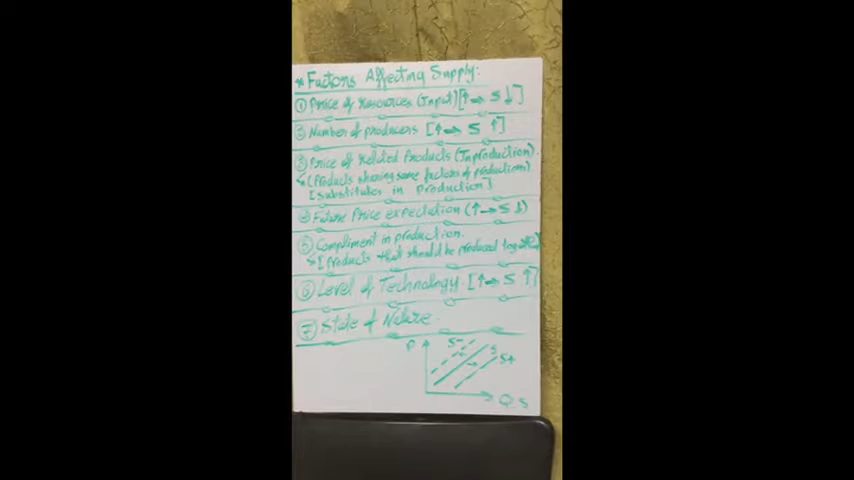 * Factors Affecting Supply:
① Price of Resources (Input) [↑→ S ↓]
② Number of producers [↑→ S ↑]
③ Price of Related Products (In production).
* (Products sharing same factors of production)
[substitutes in production]
④ Future Price expectation (↑→ S ↓)
⑤ Compliment in production.
* [products that should be produced together]
⑥ Level of Technology [↑→ S ↑]
⑦ State of Nature.
P S- S S+
Q s